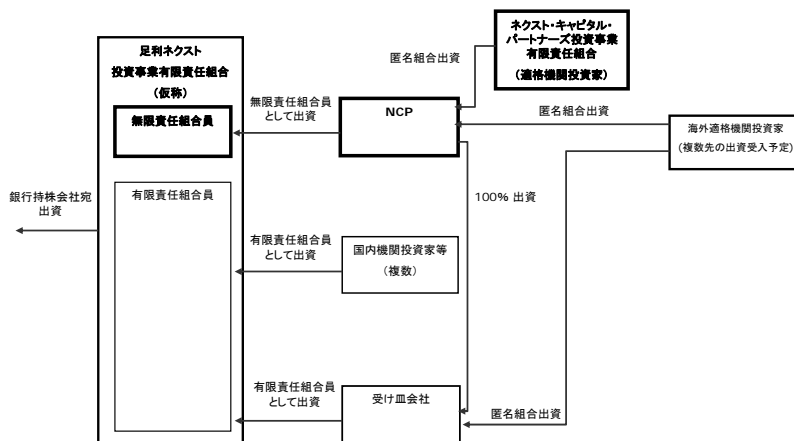 足利ネクスト
投資事業有限責任組合
(仮称)
無限責任組合員
有限責任組合員
銀行持株会社宛
出資
無限責任組合員
として出資
有限責任組合員
として出資
有限責任組合員
として出資
匿名組合出資
NCP
国内機関投資家等
(複数)
受け皿会社
ネクスト・キャピタル・
パートナーズ投資事業
有限責任組合
(適格機関投資家)
匿名組合出資
100% 出資
匿名組合出資
海外適格機関投資家
(複数先の出資受入予定)